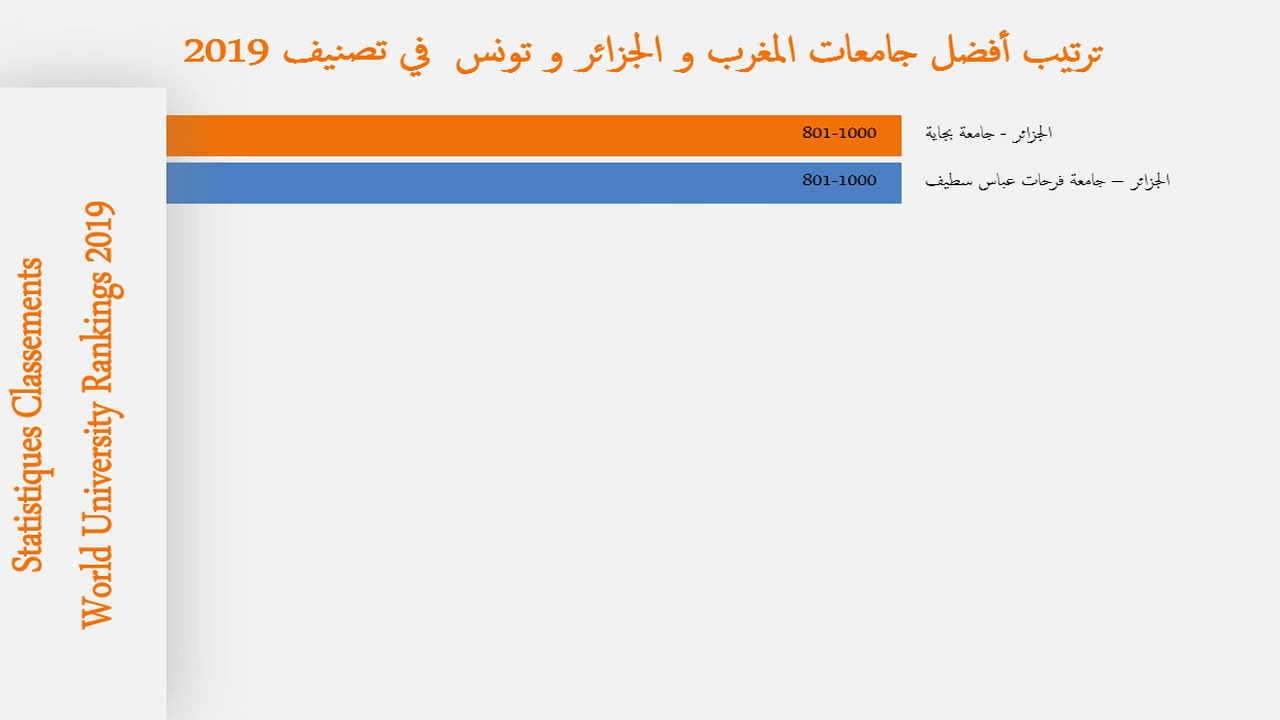 ترتيب أفضل جامعات المغرب و الجزائر و تونس في تصنيف 2019
801-1000 الجزائر - جامعة بجاية
801-1000 الجزائر – جامعة فرحات عباس سطيف
Statistiques Classements
World University Rankings 2019